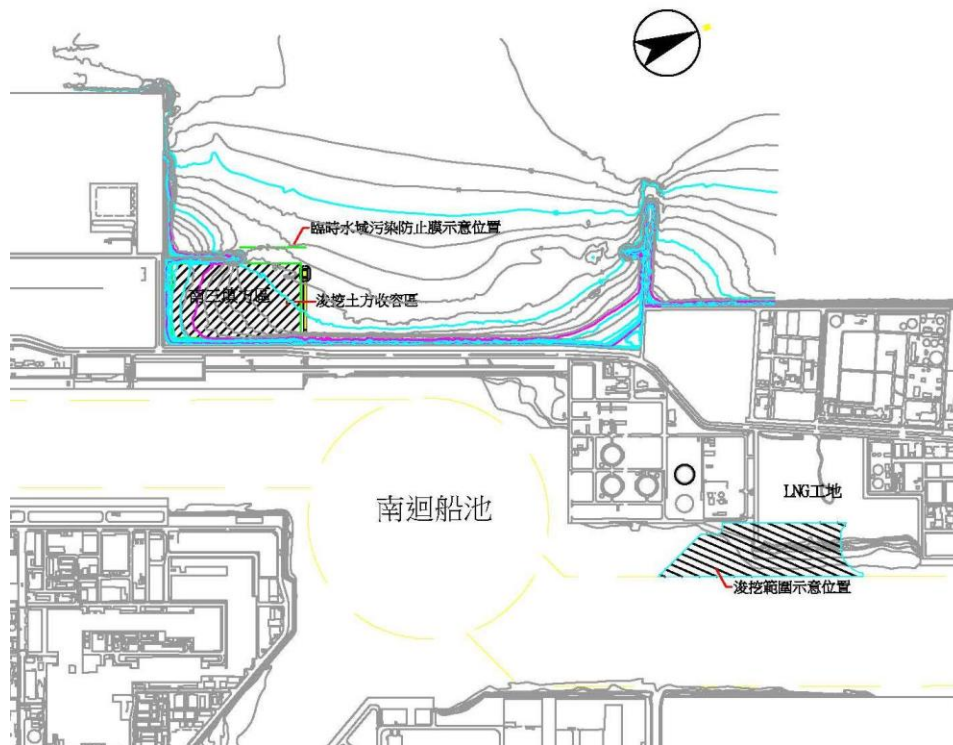 臨時水域污染防止膜示意位置
南三填方區
浚挖土方收容區
LNG工地
南迴船池
浚挖範圍示意位置